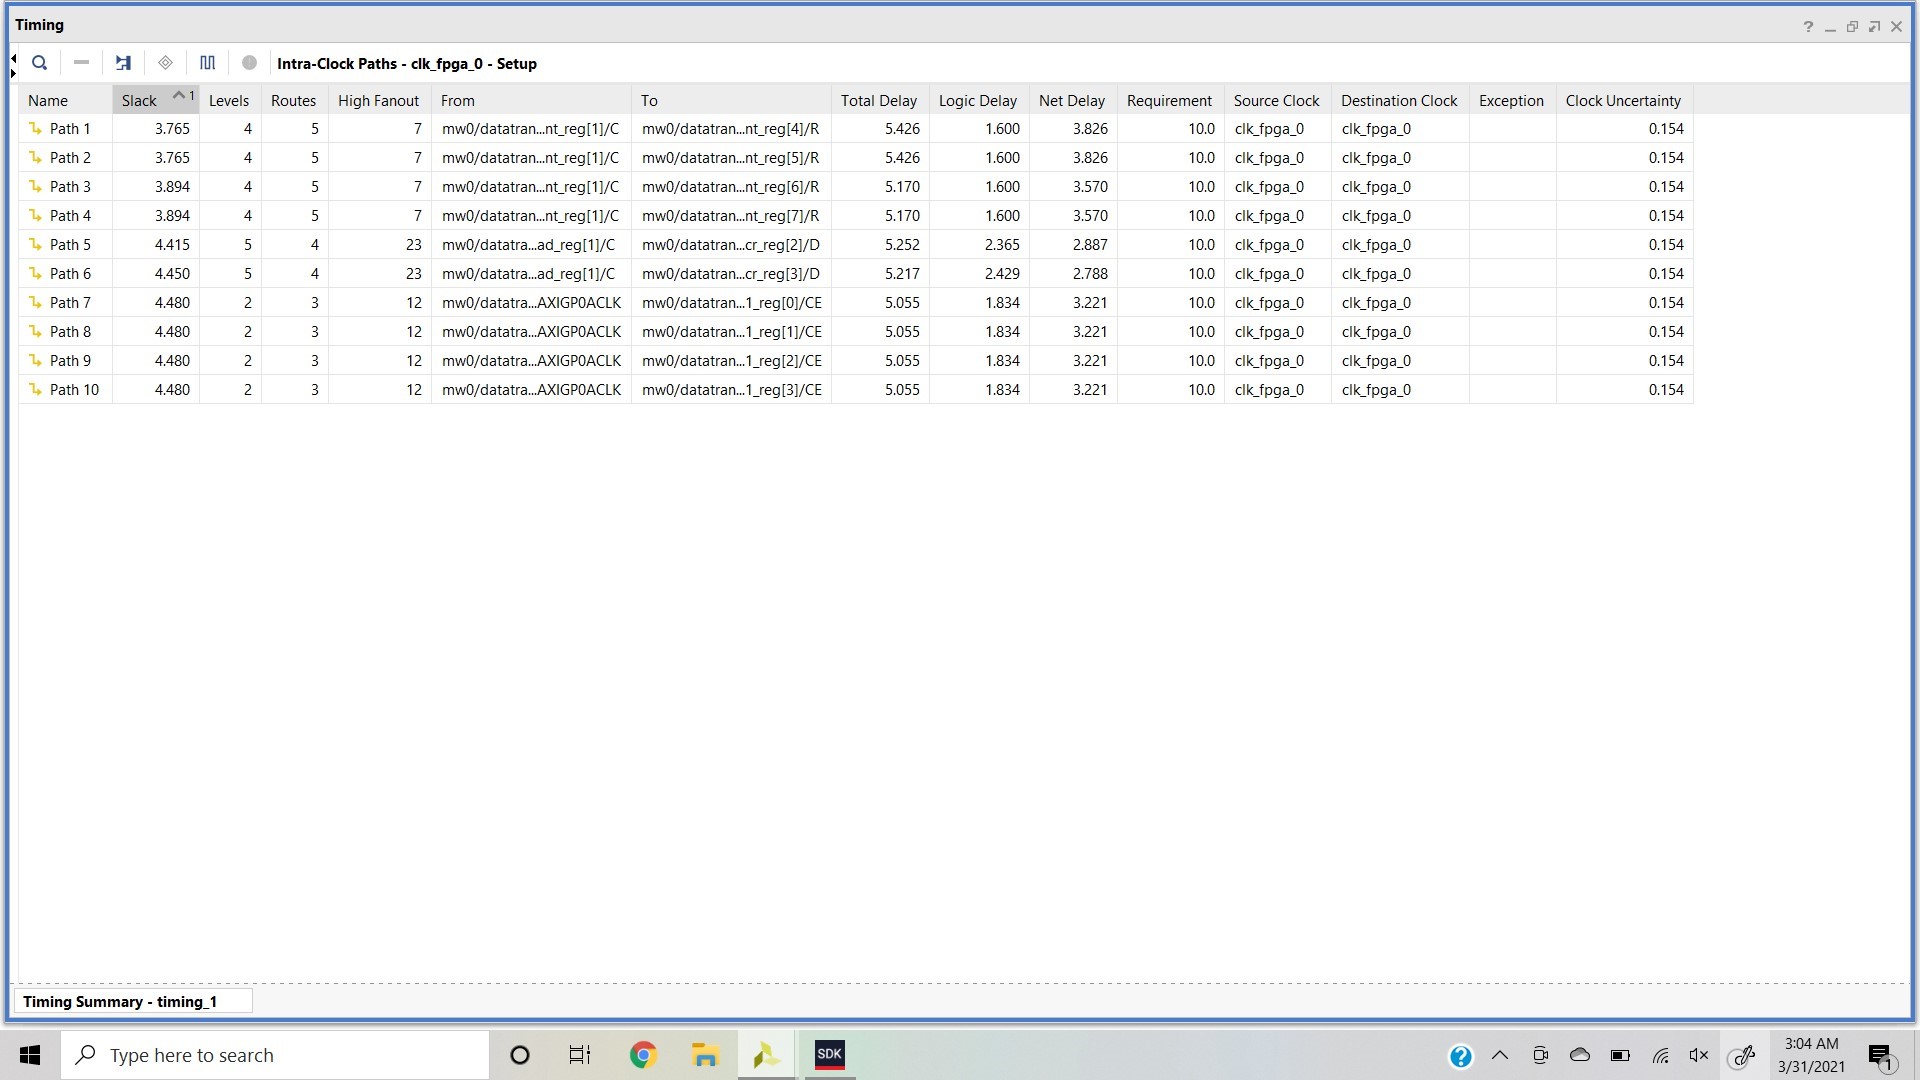 Timing
Intra-Clock Paths - clk_fpga_0 - Setup
Name Slack 1 Levels Routes High Fanout From To Total Delay Logic Delay Net Delay Requirement Source Clock Destination Clock Exception Clock Uncertainty
Path 1 3.765 4 5 7 mw0/datatran...nt_reg[1]/C mw0/datatran...nt_reg[4]/R 5.426 1.600 3.826 10.0 clk_fpga_0 clk_fpga_0 0.154
Path 2 3.765 4 5 7 mw0/datatran...nt_reg[1]/C mw0/datatran...nt_reg[5]/R 5.426 1.600 3.826 10.0 clk_fpga_0 clk_fpga_0 0.154
Path 3 3.894 4 5 7 mw0/datatran...nt_reg[1]/C mw0/datatran...nt_reg[6]/R 5.170 1.600 3.570 10.0 clk_fpga_0 clk_fpga_0 0.154
Path 4 3.894 4 5 7 mw0/datatran...nt_reg[1]/C mw0/datatran...nt_reg[7]/R 5.170 1.600 3.570 10.0 clk_fpga_0 clk_fpga_0 0.154
Path 5 4.415 5 4 23 mw0/datatra...ad_reg[1]/C mw0/datatran...cr_reg[2]/D 5.252 2.365 2.887 10.0 clk_fpga_0 clk_fpga_0 0.154
Path 6 4.450 5 4 23 mw0/datatra...ad_reg[1]/C mw0/datatran...cr_reg[3]/D 5.217 2.429 2.788 10.0 clk_fpga_0 clk_fpga_0 0.154
Path 7 4.480 2 3 12 mw0/datatra...AXIGP0ACLK mw0/datatran...1_reg[0]/CE 5.055 1.834 3.221 10.0 clk_fpga_0 clk_fpga_0 0.154
Path 8 4.480 2 3 12 mw0/datatra...AXIGP0ACLK mw0/datatran...1_reg[1]/CE 5.055 1.834 3.221 10.0 clk_fpga_0 clk_fpga_0 0.154
Path 9 4.480 2 3 12 mw0/datatra...AXIGP0ACLK mw0/datatran...1_reg[2]/CE 5.055 1.834 3.221 10.0 clk_fpga_0 clk_fpga_0 0.154
Path 10 4.480 2 3 12 mw0/datatra...AXIGP0ACLK mw0/datatran...1_reg[3]/CE 5.055 1.834 3.221 10.0 clk_fpga_0 clk_fpga_0 0.154
Timing Summary - timing_1
Type here to search
SDK
3:04 AM
3/31/2021
1